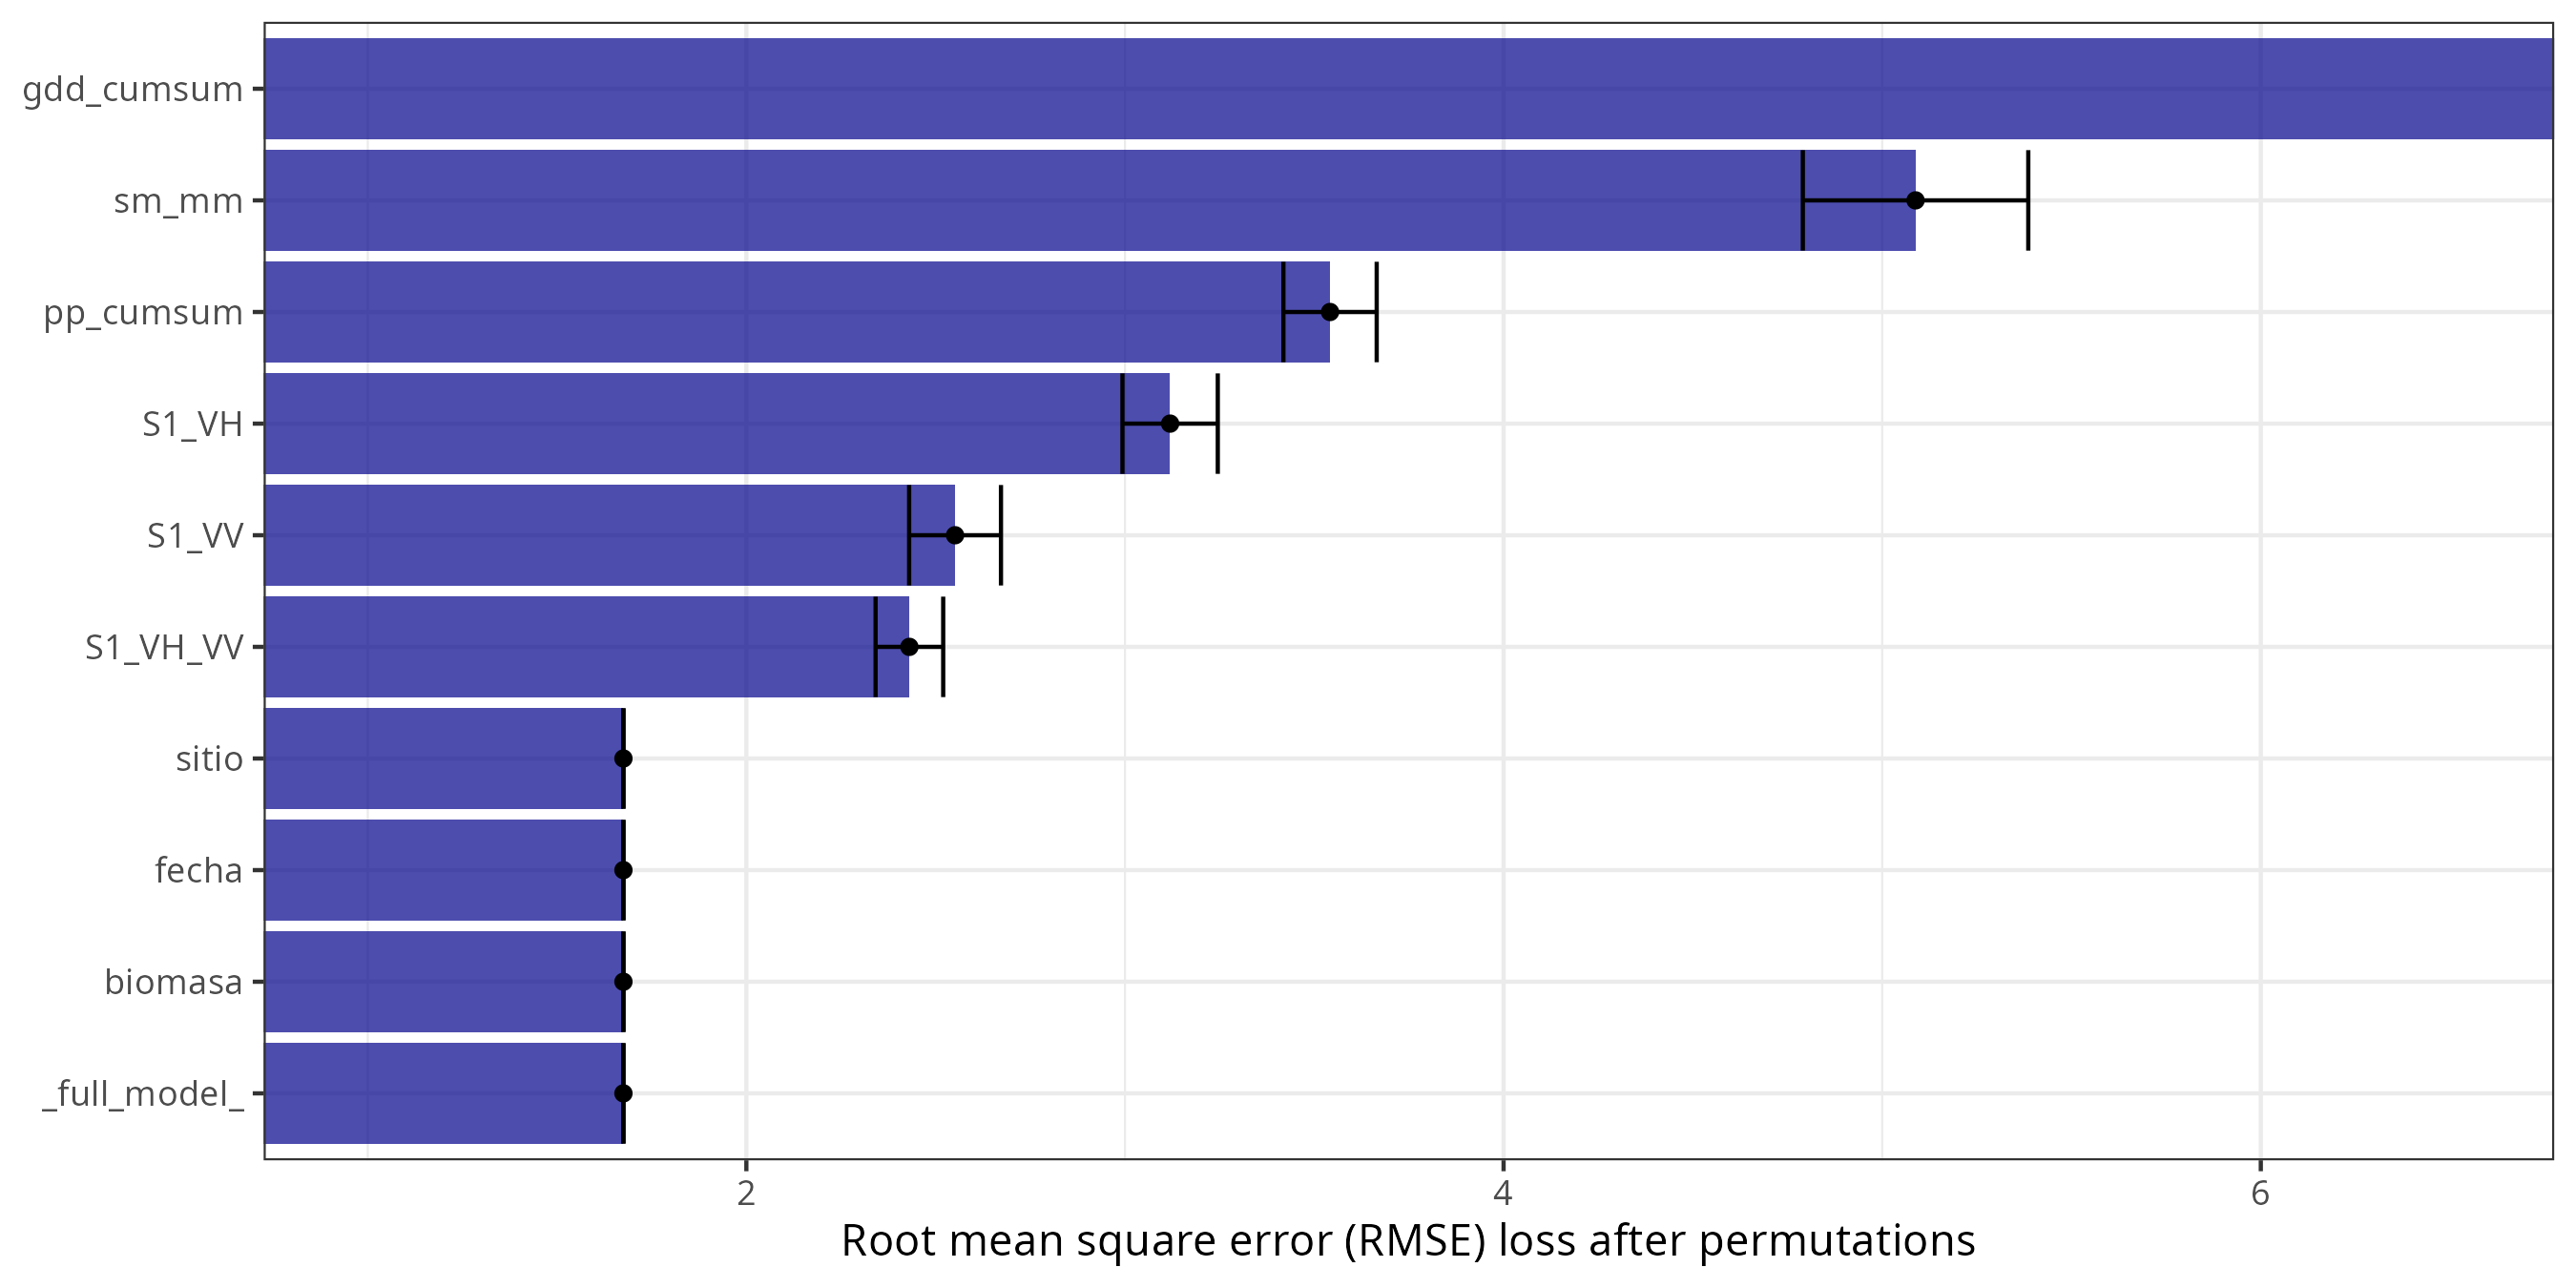 gdd_cumsum
sm_mm
pp_cumsum
S1_VH
S1_VV
S1_VH_VV
sitio
fecha
biomasa
_full_model_
2 4 6
Root mean square error (RMSE) loss after permutations